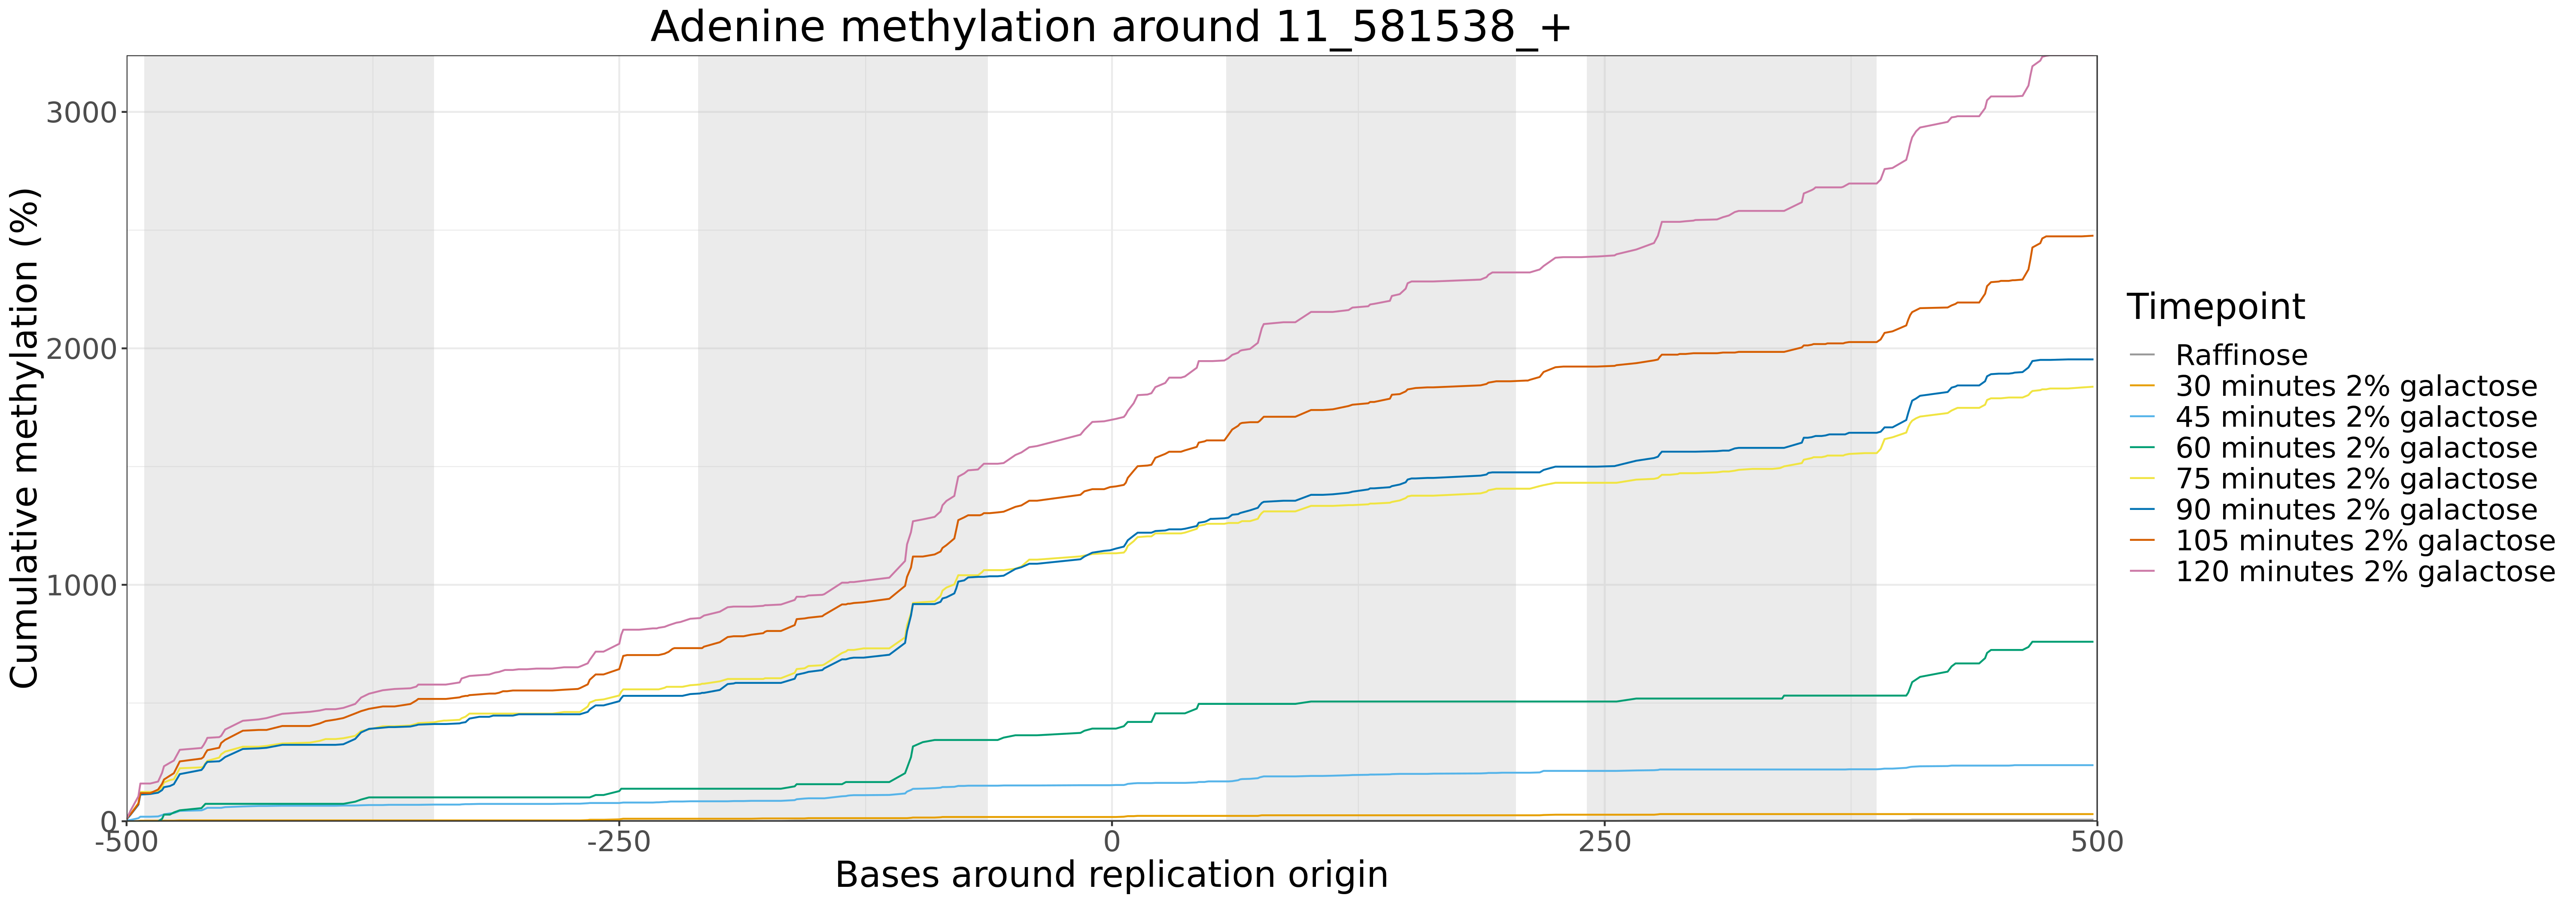 Adenine methylation around 11_581538_+
Cumulative methylation (%)
3000
2000
1000
0
-500
-250
0
250
500
Bases around replication origin
Timepoint
Raffinose
30 minutes 2% galactose
45 minutes 2% galactose
60 minutes 2% galactose
75 minutes 2% galactose
90 minutes 2% galactose
105 minutes 2% galactose
120 minutes 2% galactose